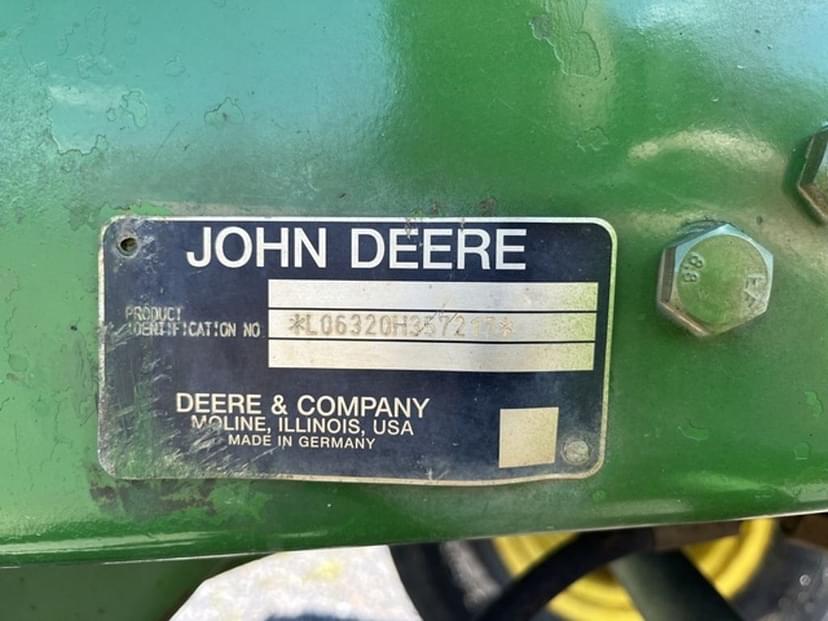 JOHN DEERE
PRODUCT
IDENTIFICATION NO
*L06320H357217*
DEERE & COMPANY
MOLINE, ILLINOIS, USA
MADE IN GERMANY
8.8